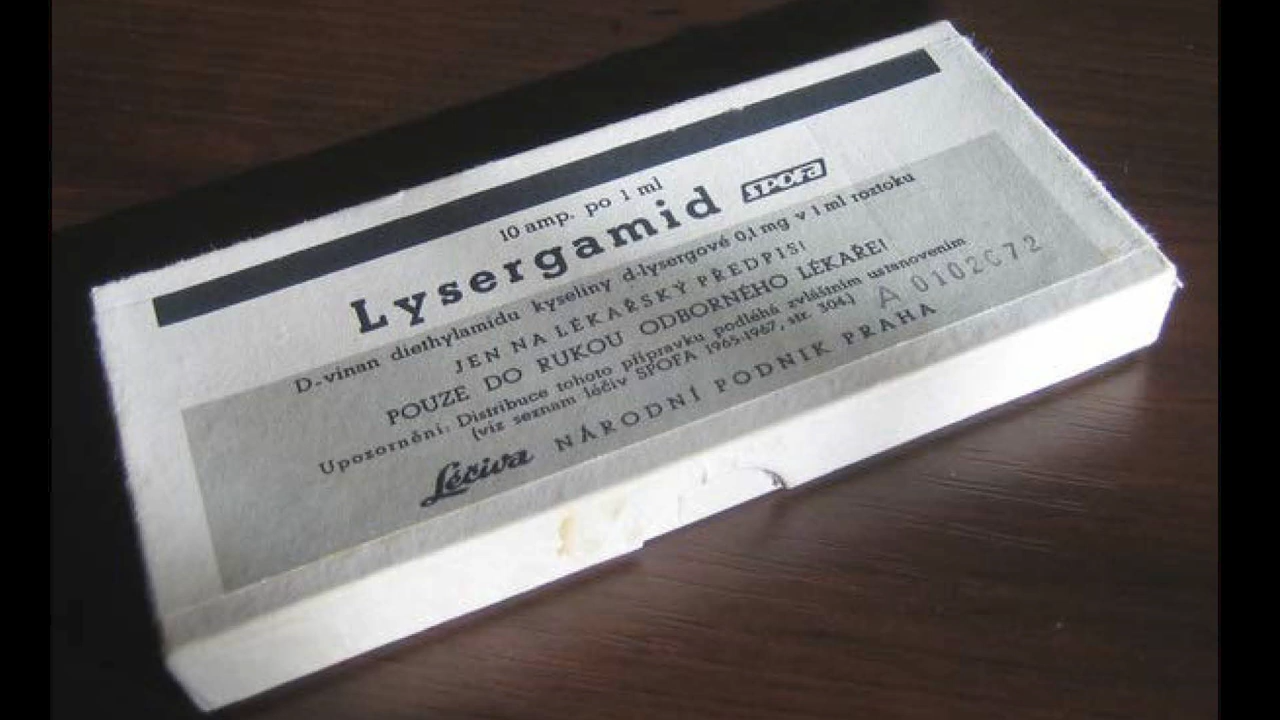 10 amp. po 1 ml
Lysergamid SPOFA
D-vinan diethylamidu kyseliny d-lysergové 0,1 mg v 1 ml roztoku
JEN NA LÉKAŘSKÝ PŘEDPIS!
POUZE DO RUKOU ODBORNÉHO LÉKAŘE!
Upozornění: Distribuce tohoto přípravku podléhá zvláštním ustanovením
(viz seznam léčiv SPOFA 1965-1967, str. 304.)
A 0102C72
Léčiva NÁRODNÍ PODNIK PRAHA